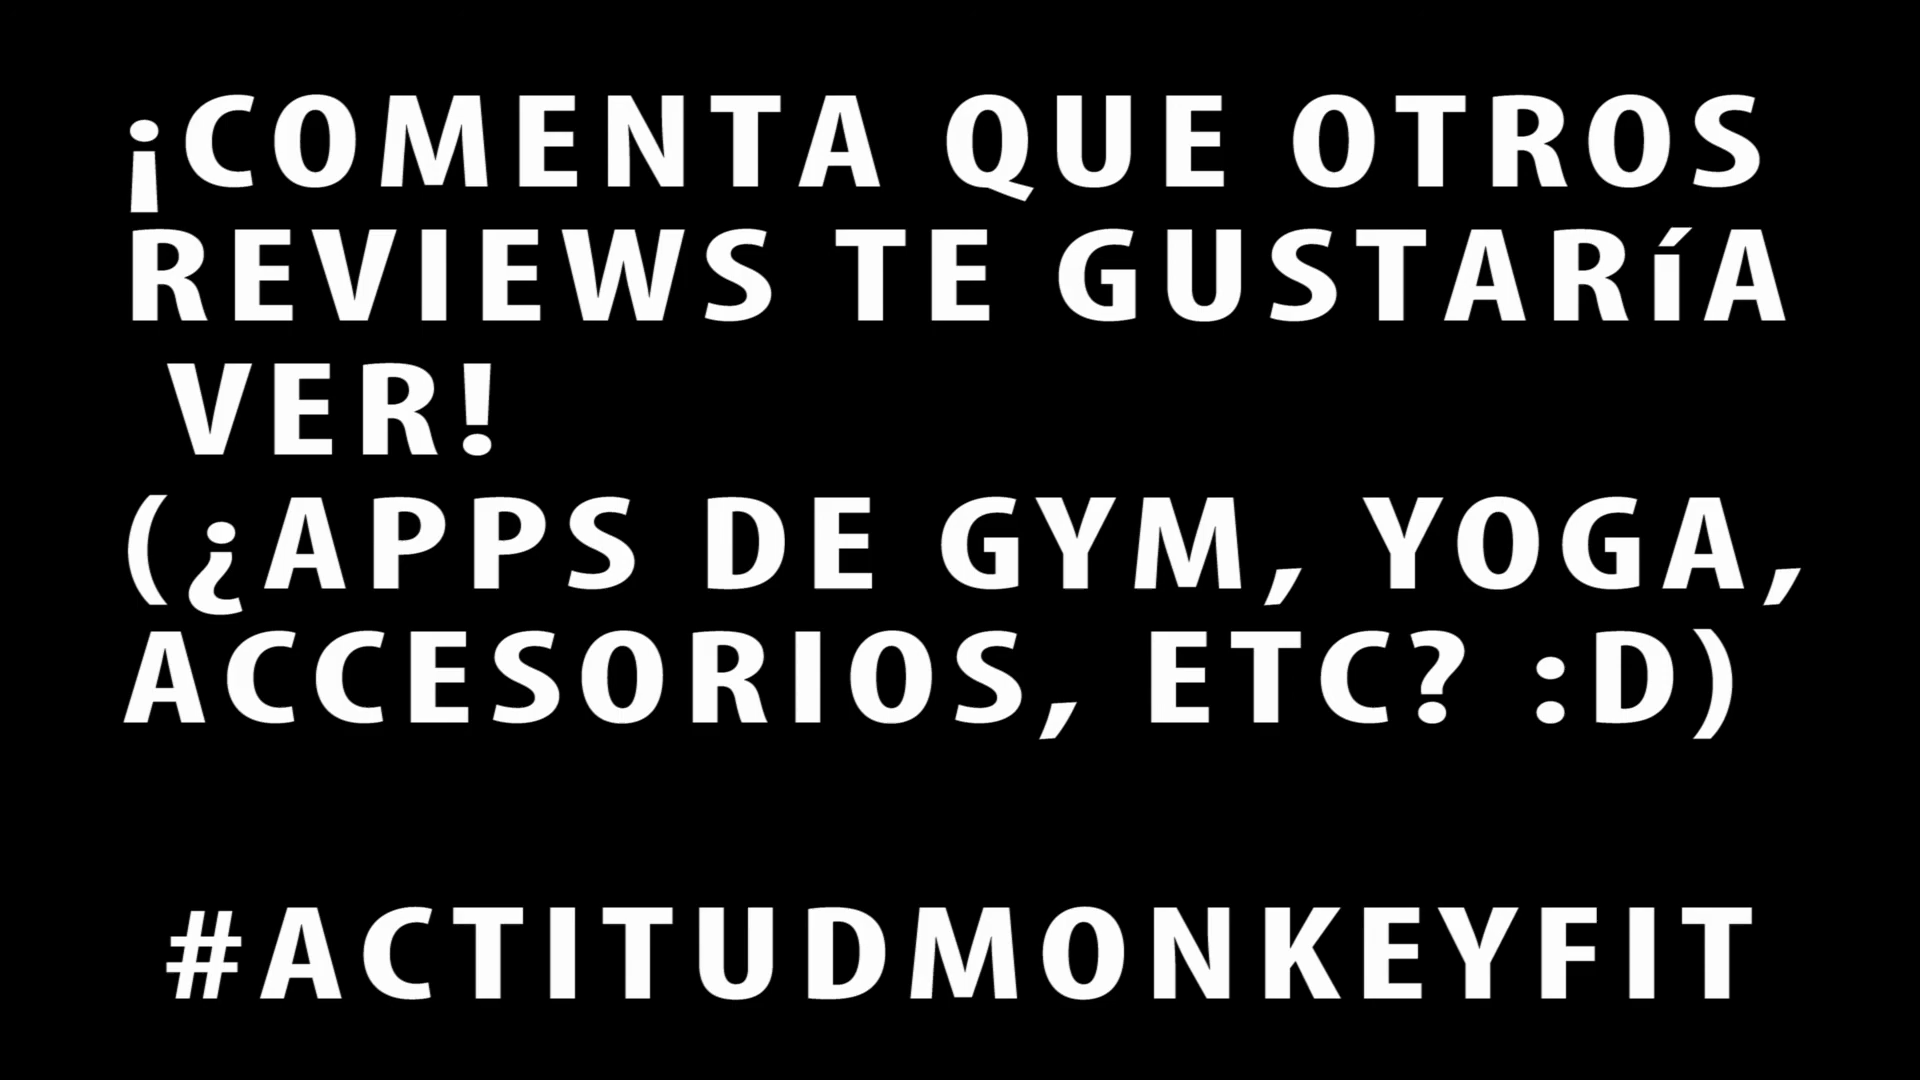 ¡COMENTA QUE OTROS
REVIEWS TE GUSTARíA
VER!
(¿APPS DE GYM, YOGA,
ACCESORIOS, ETC? :D)
#ACTITUDMONKEYFIT